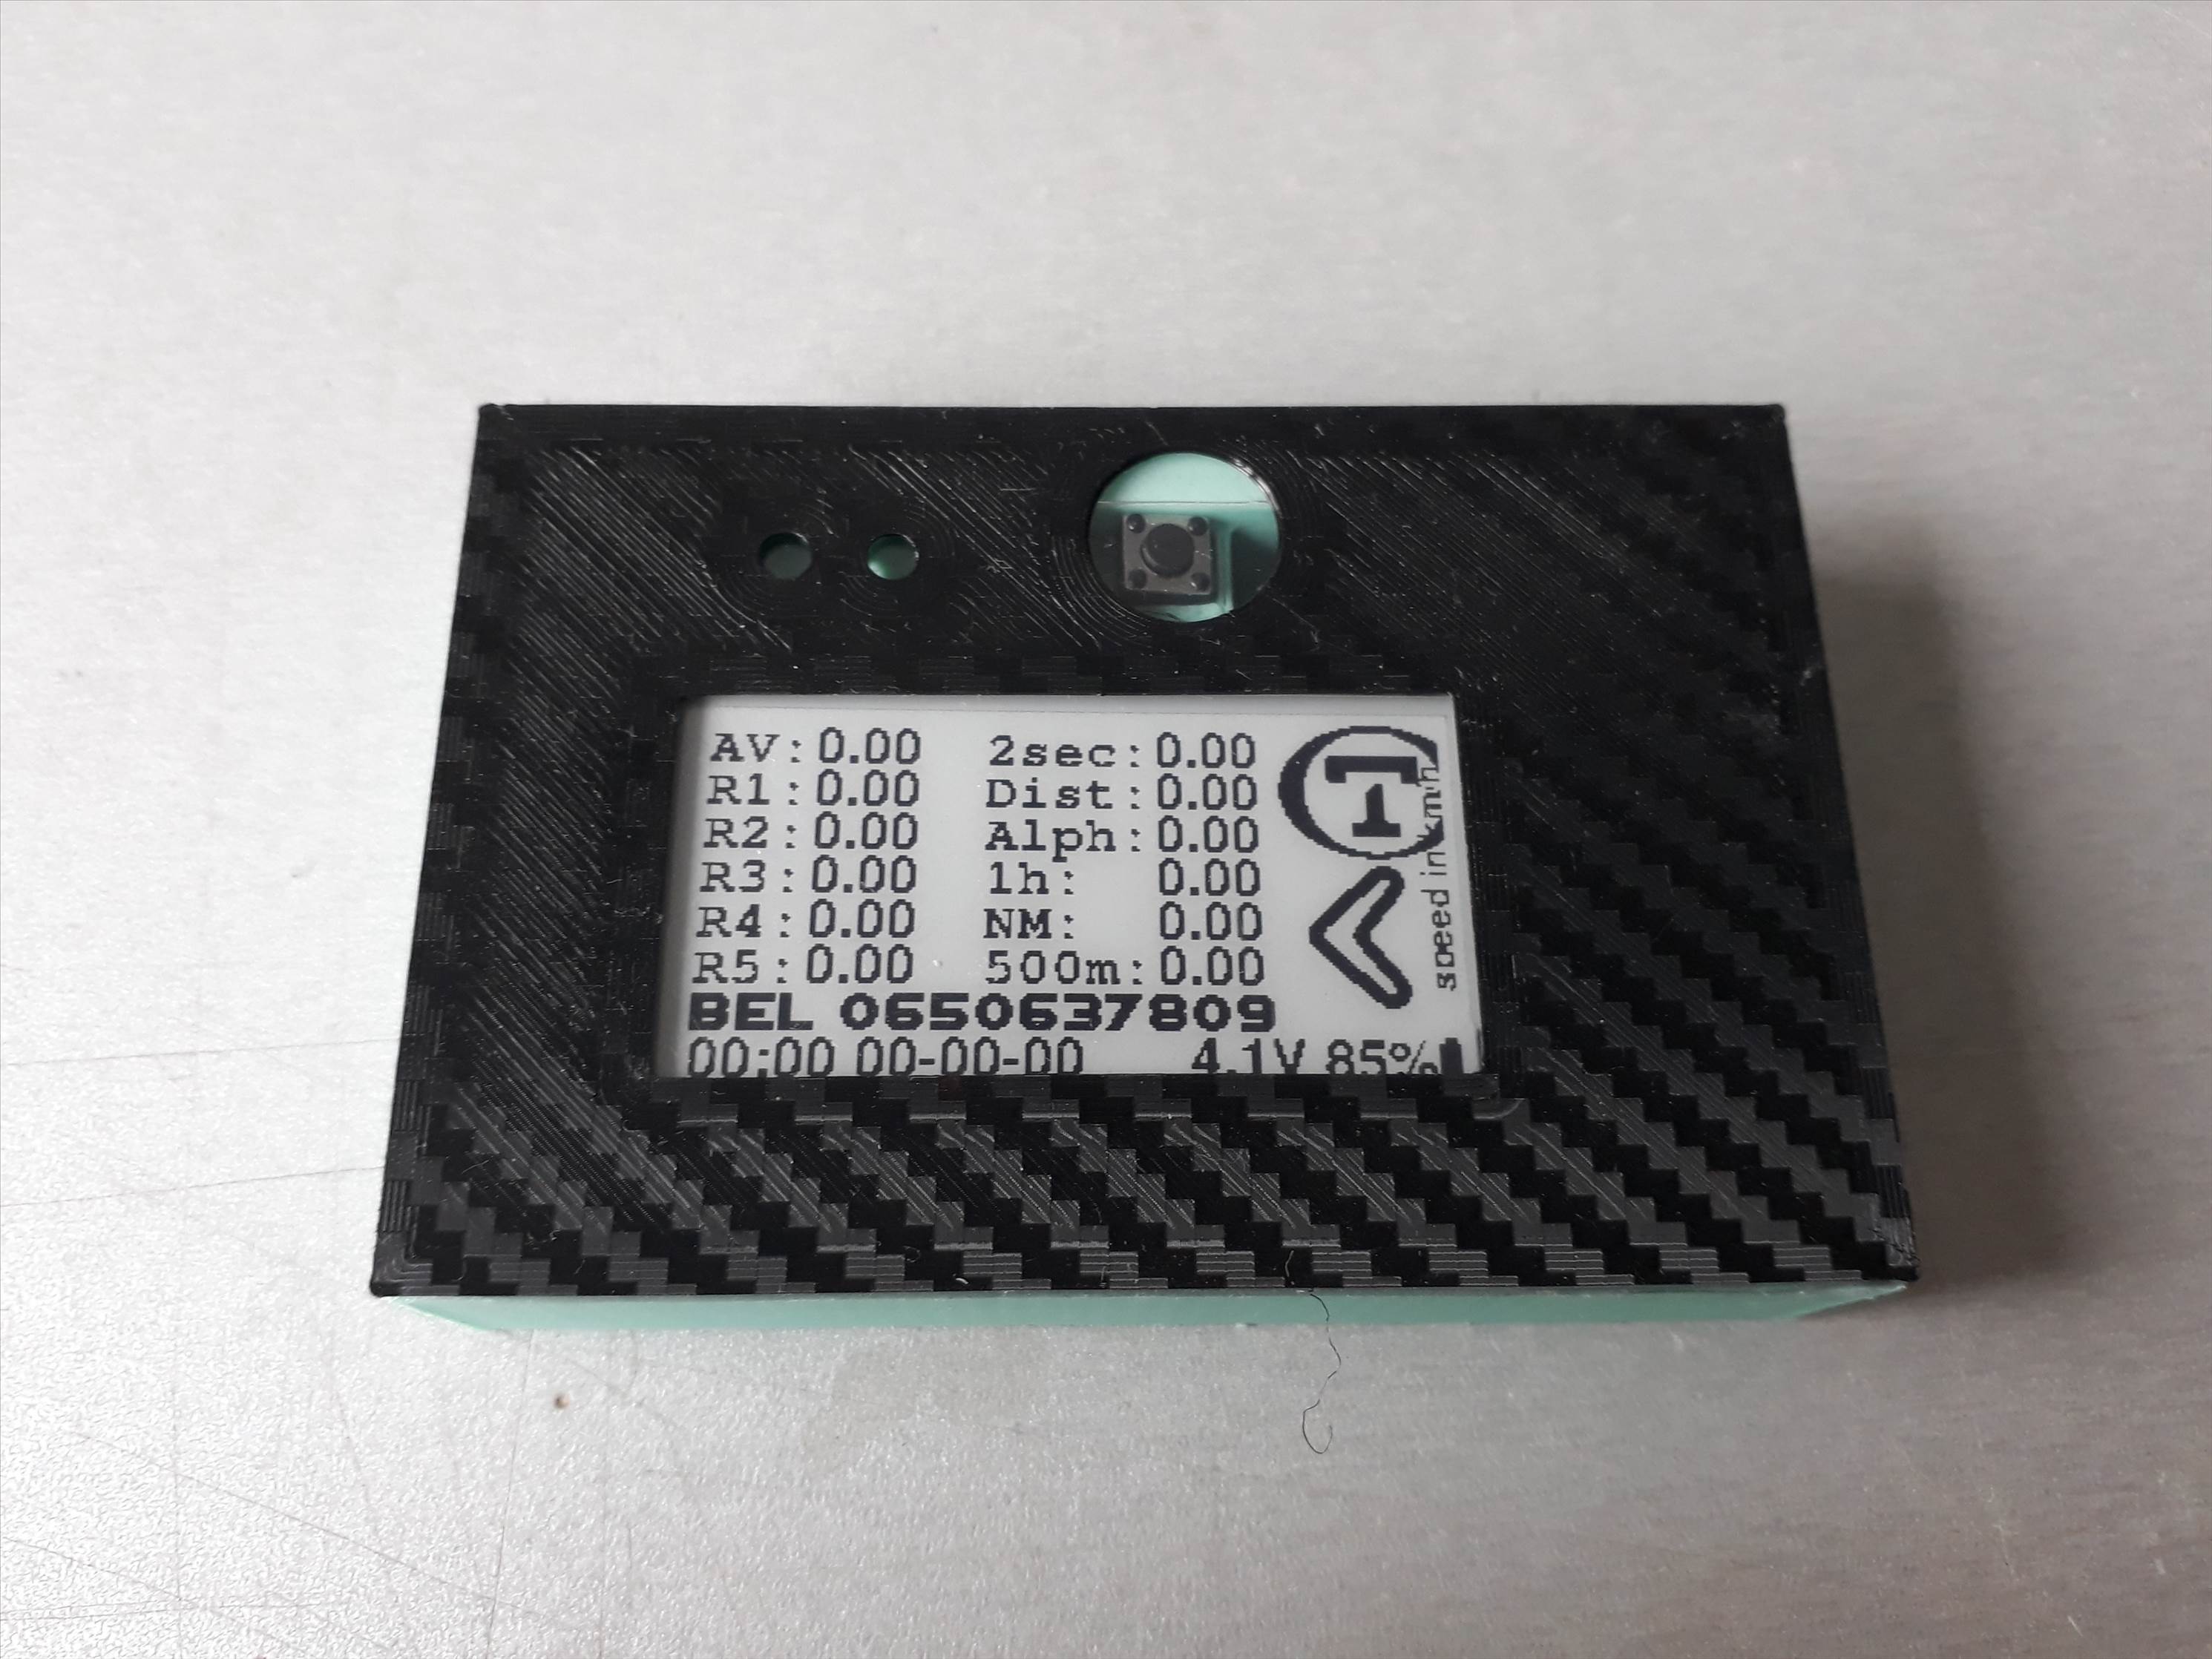 AV: 0.00 2sec: 0.00
R1: 0.00 Dist: 0.00
R2: 0.00 Alph: 0.00
R3: 0.00 1h: 0.00
R4: 0.00 NM: 0.00
R5: 0.00 500m: 0.00
BEL 0650637809
00:00 00-00-00 4.1V 85%
T
speed in km/h